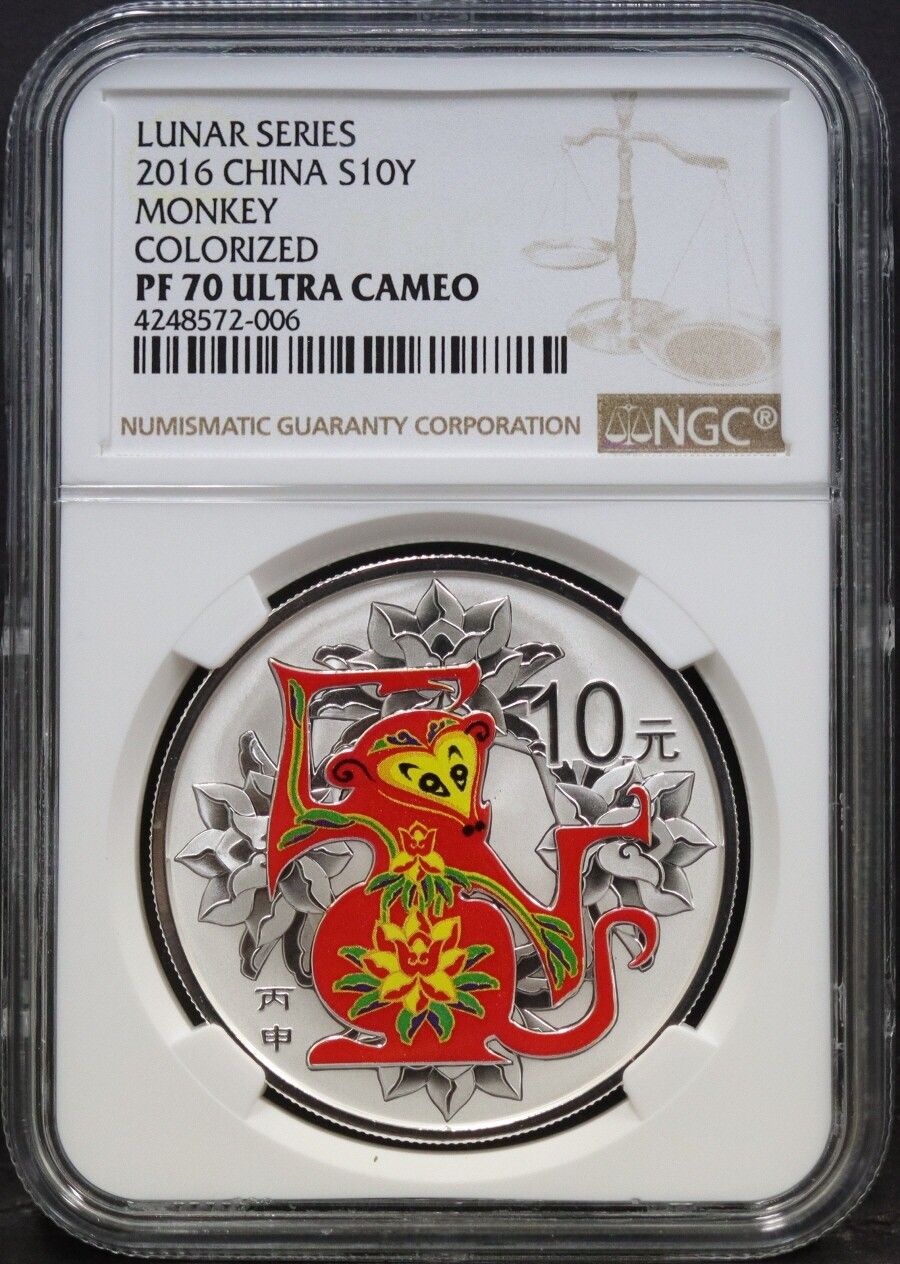 LUNAR SERIES
2016 CHINA S10Y
MONKEY
COLORIZED
PF 70 ULTRA CAMEO
4248572-006
NUMISMATIC GUARANTY CORPORATION
NGC®
10元
丙
申